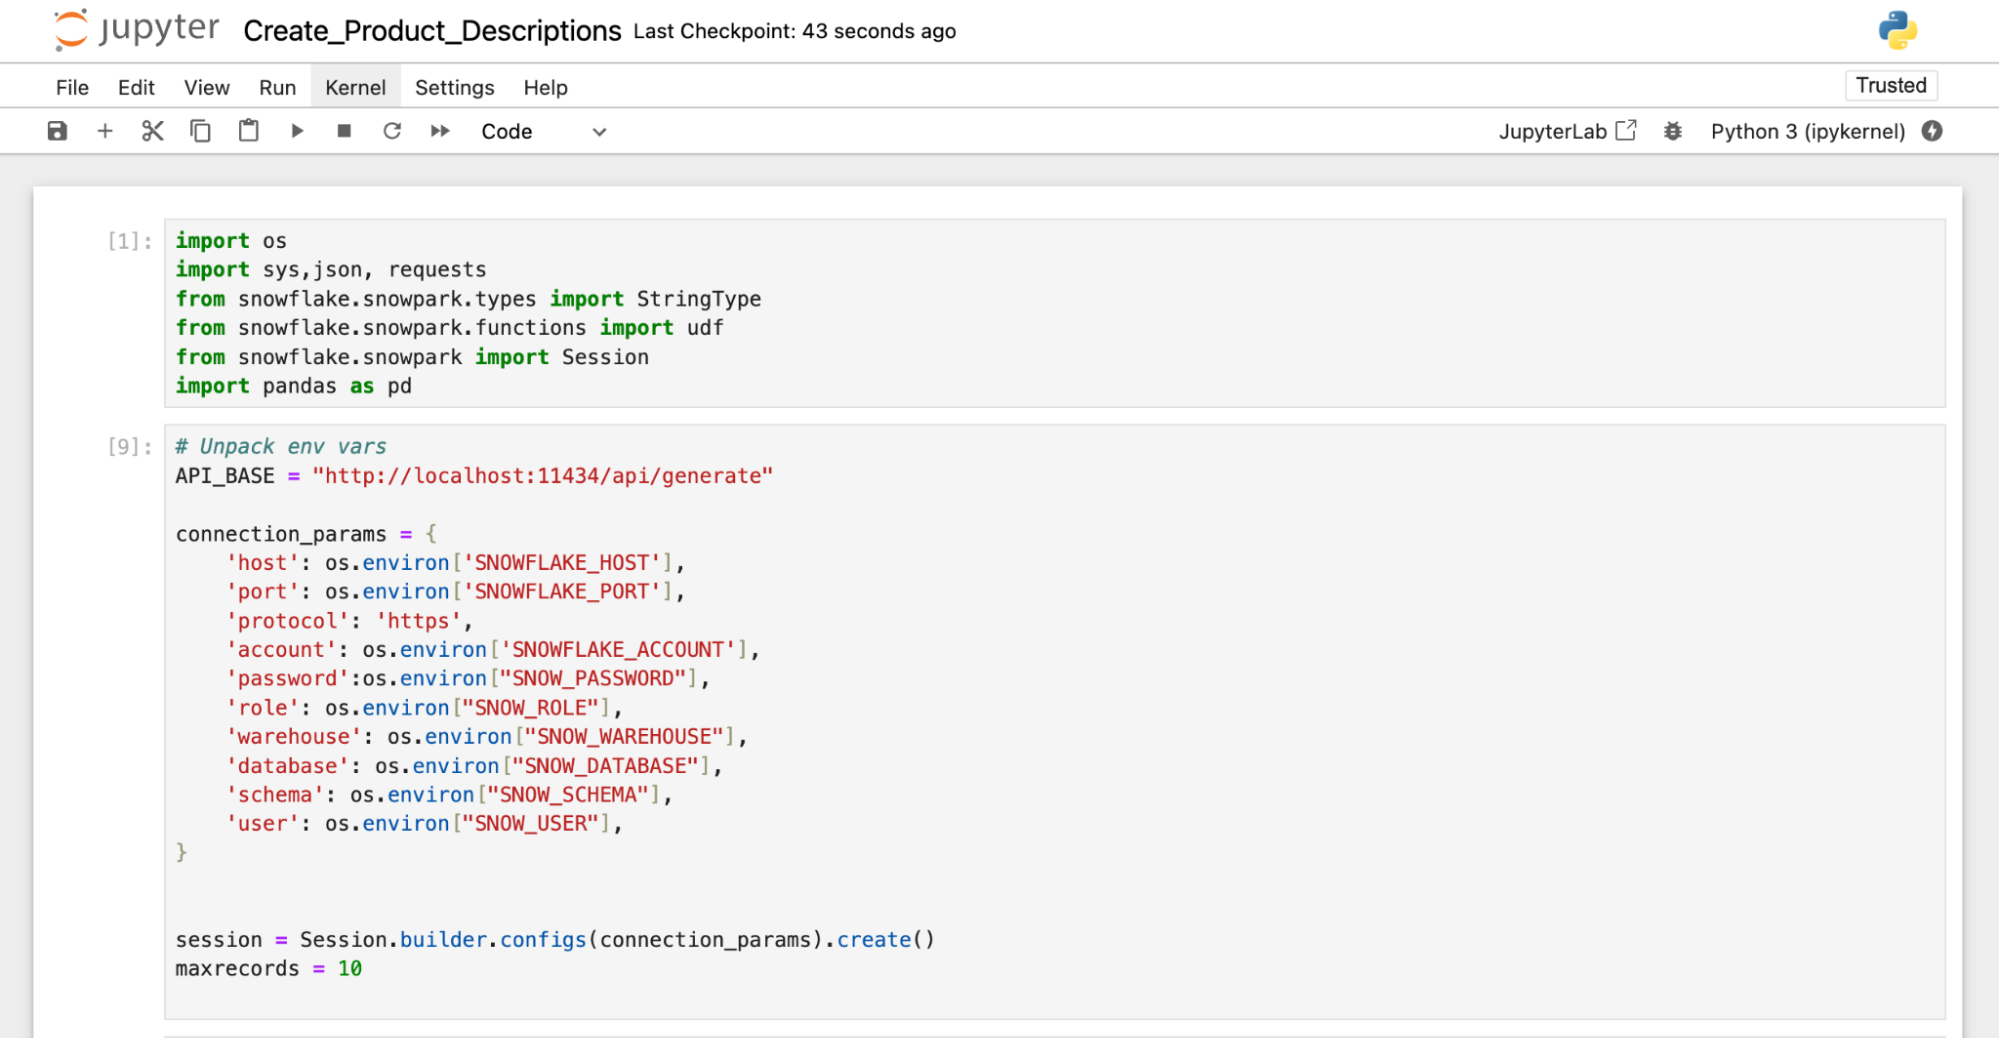 jupyter Create_Product_Descriptions Last Checkpoint: 43 seconds ago
File Edit View Run Kernel Settings Help Trusted
Code JupyterLab Python 3 (ipykernel)
[1]: import os
import sys,json, requests
from snowflake.snowpark.types import StringType
from snowflake.snowpark.functions import udf
from snowflake.snowpark import Session
import pandas as pd
[9]: # Unpack env vars
API_BASE = "http://localhost:11434/api/generate"
connection_params = {
    'host': os.environ['SNOWFLAKE_HOST'],
    'port': os.environ['SNOWFLAKE_PORT'],
    'protocol': 'https',
    'account': os.environ['SNOWFLAKE_ACCOUNT'],
    'password':os.environ["SNOW_PASSWORD"],
    'role': os.environ["SNOW_ROLE"],
    'warehouse': os.environ["SNOW_WAREHOUSE"],
    'database': os.environ["SNOW_DATABASE"],
    'schema': os.environ["SNOW_SCHEMA"],
    'user': os.environ["SNOW_USER"],
}
session = Session.builder.configs(connection_params).create()
maxrecords = 10